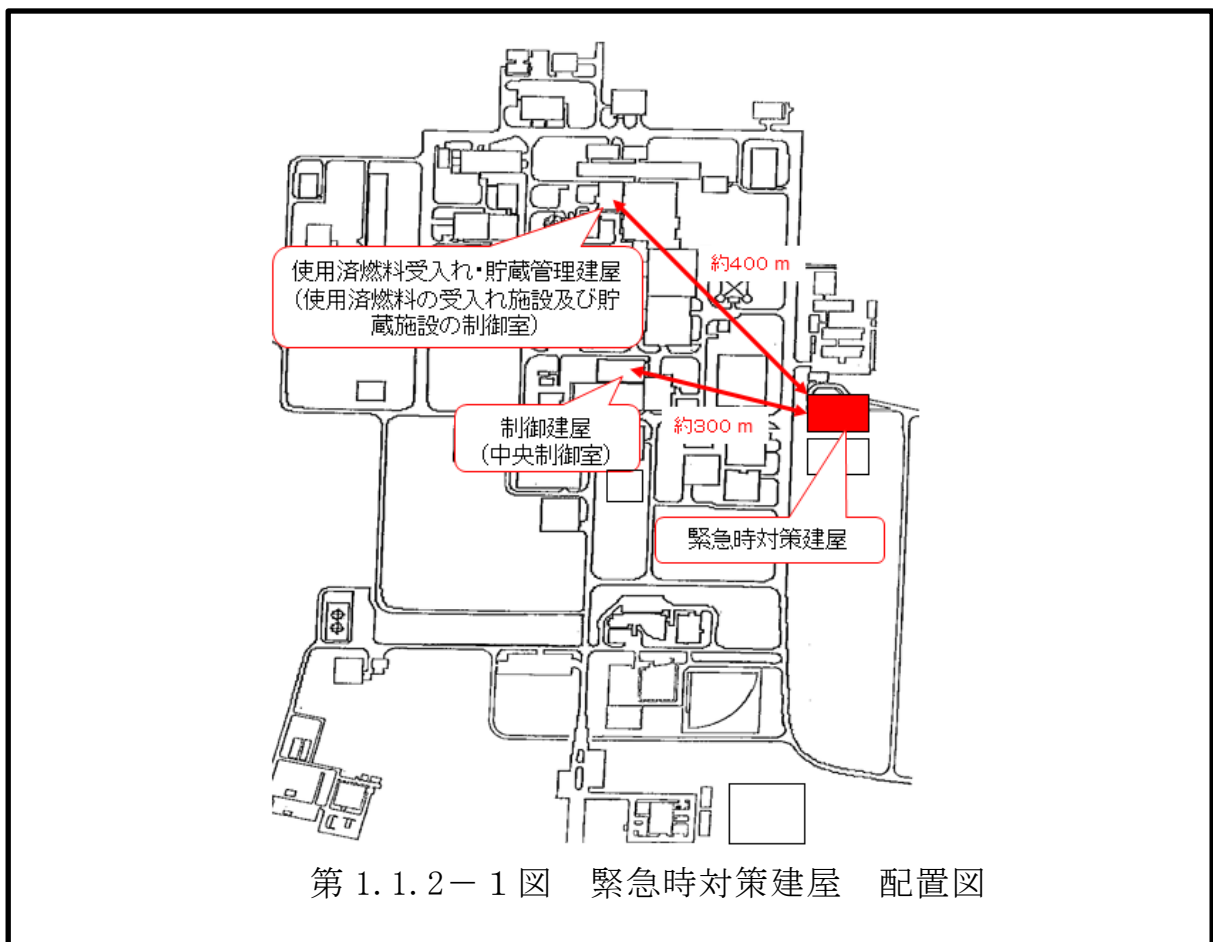 使用済燃料受入れ・貯蔵管理建屋
（使用済燃料の受入れ施設及び貯
蔵施設の制御室）
約400 m
制御建屋
（中央制御室）
約300 m
緊急時対策建屋
第 1.1.2－１図　緊急時対策建屋　配置図